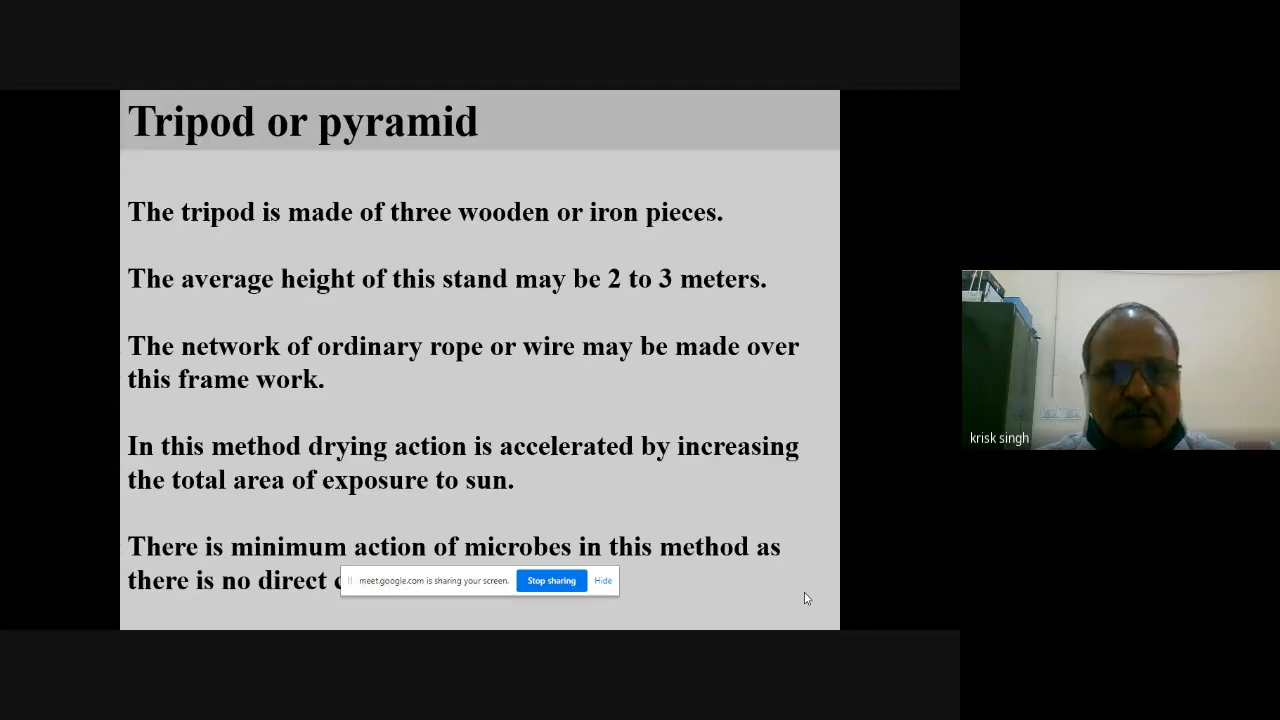 Tripod or pyramid
The tripod is made of three wooden or iron pieces.
The average height of this stand may be 2 to 3 meters.
The network of ordinary rope or wire may be made over
this frame work.
In this method drying action is accelerated by increasing
the total area of exposure to sun.
There is minimum action of microbes in this method as
there is no direct
meet.google.com is sharing your screen. Stop sharing Hide
krisk singh